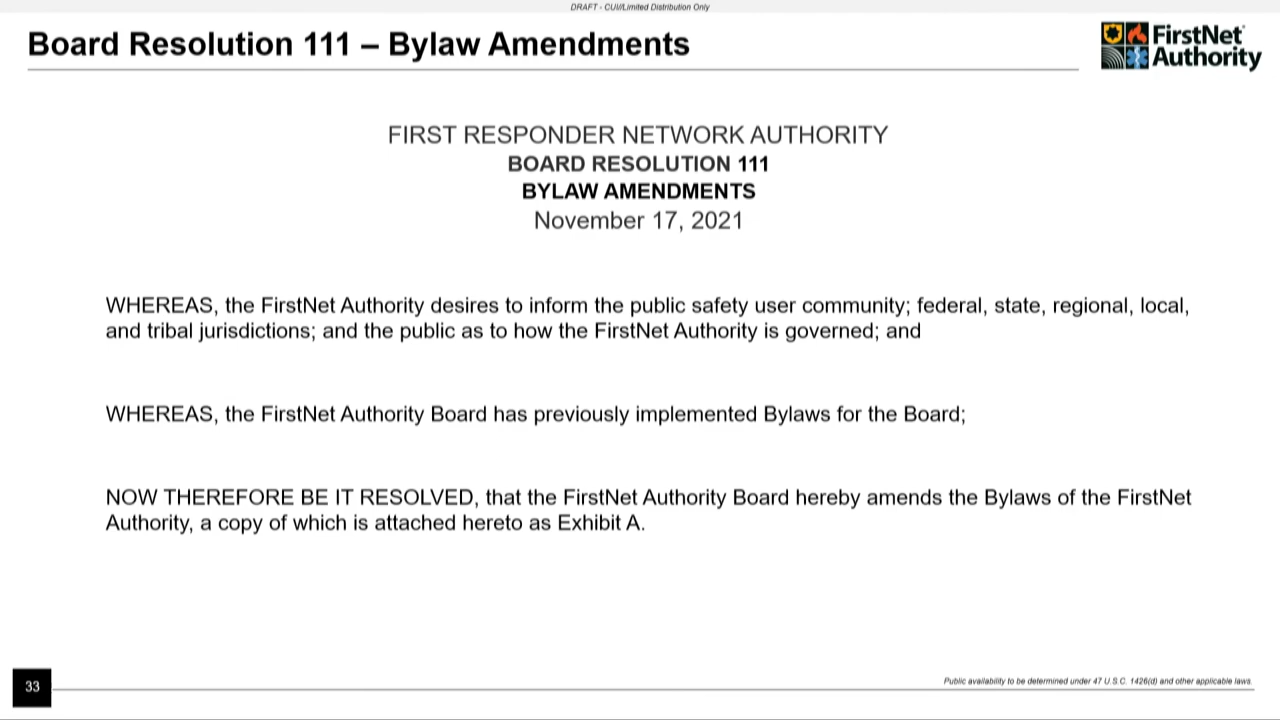 DRAFT - CUI/Limited Distribution Only
Board Resolution 111 – Bylaw Amendments
FirstNet
Authority
FIRST RESPONDER NETWORK AUTHORITY
BOARD RESOLUTION 111
BYLAW AMENDMENTS
November 17, 2021
WHEREAS, the FirstNet Authority desires to inform the public safety user community; federal, state, regional, local,
and tribal jurisdictions; and the public as to how the FirstNet Authority is governed; and
WHEREAS, the FirstNet Authority Board has previously implemented Bylaws for the Board;
NOW THEREFORE BE IT RESOLVED, that the FirstNet Authority Board hereby amends the Bylaws of the FirstNet
Authority, a copy of which is attached hereto as Exhibit A.
33
Public availability to be determined under 47 U.S.C. 1426(d) and other applicable laws.